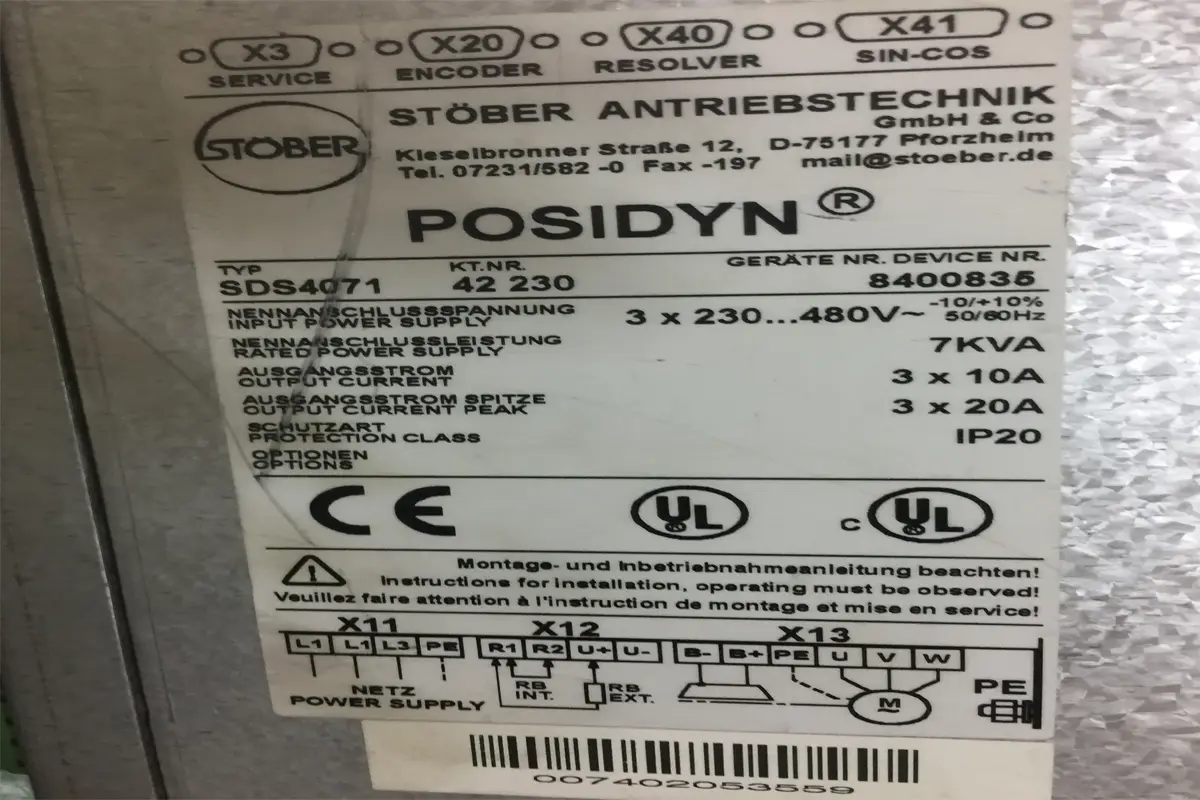 X3 X20 X40 X41
SERVICE ENCODER RESOLVER SIN-COS
STÖBER
STÖBER ANTRIEBSTECHNIK
GmbH & Co
Kieselbronner Straße 12, D-75177 Pforzheim
Tel. 07231/582 -0 Fax -197 mail@stoeber.de
POSIDYN ®
TYP KT.NR. GERÄTE NR. DEVICE NR.
SDS4071 42 230 8400835
NENNANSCHLUSSSPANNUNG
INPUT POWER SUPPLY
3 x 230...480V~ -10/+10% 50/60Hz
NENNANSCHLUSSLEISTUNG
RATED POWER SUPPLY
7KVA
AUSGANGSSTROM
OUTPUT CURRENT
3 x 10A
AUSGANGSSTROM SPITZE
OUTPUT CURRENT PEAK
3 x 20A
SCHUTZART
PROTECTION CLASS
IP20
OPTIONEN
OPTIONS
CE UL c UL
Montage- und Inbetriebnahmeanleitung beachten!
Instructions for installation, operating must be observed!
Veuillez faire attention à l'instruction de montage et mise en service!
X11 X12 X13
L1 L1 L3 PE R1 R2 U+ U- B- B+ PE U V W
NETZ
POWER SUPPLY
RB
INT.
RB
EXT.
M
~
PE
007402053559